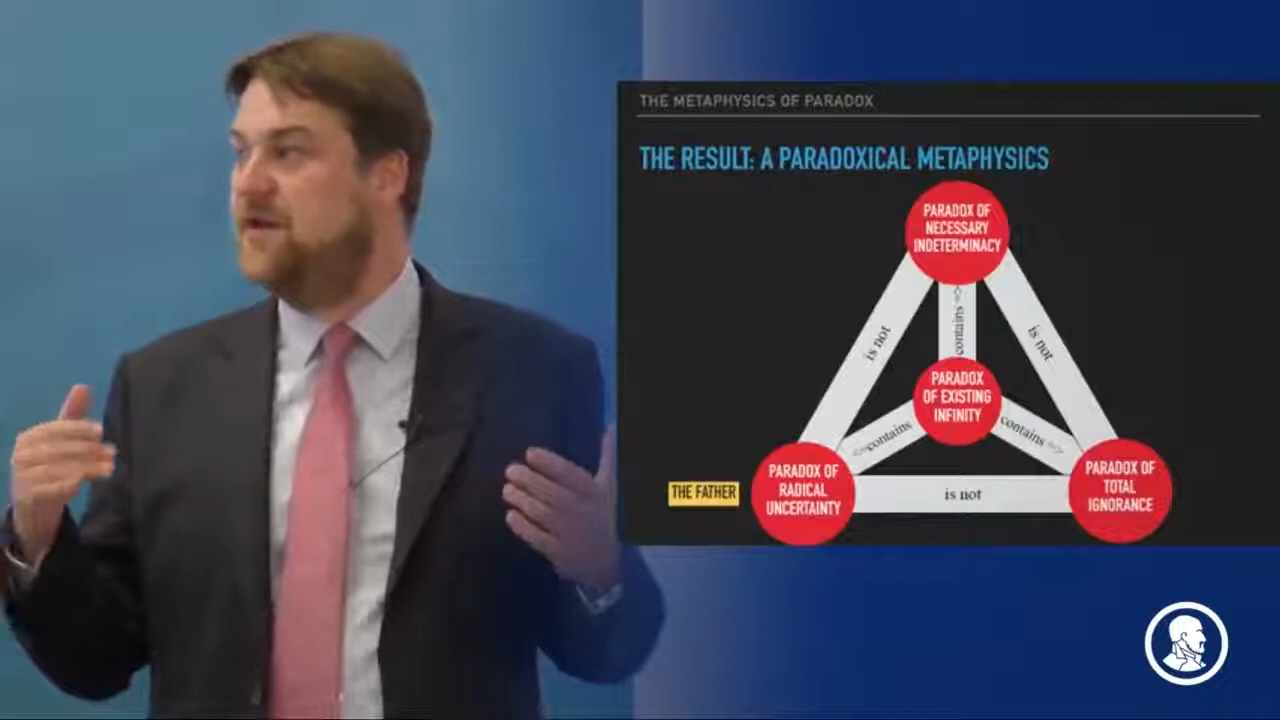 THE METAPHYSICS OF PARADOX
THE RESULT: A PARADOXICAL METAPHYSICS
PARADOX OF
NECESSARY
INDETERMINACY
is not
contains
is not
PARADOX
OF EXISTING
INFINITY
contains
contains
THE FATHER
PARADOX OF
RADICAL
UNCERTAINTY
is not
PARADOX OF
TOTAL
IGNORANCE